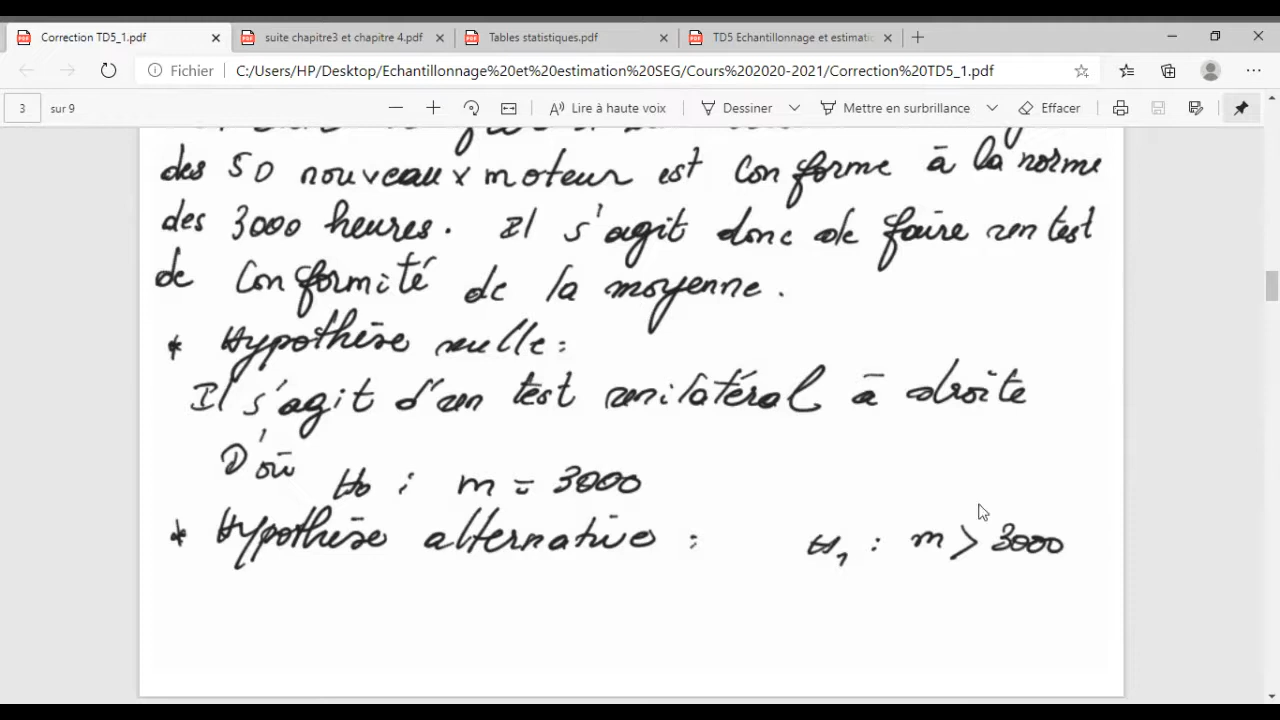 Correction TD5_1.pdf
suite chapitre3 et chapitre 4.pdf
Tables statistiques.pdf
TD5 Echantillonnage et estimati
Fichier C:/Users/HP/Desktop/Echantillonnage%20et%20estimation%20SEG/Cours%202020-2021/Correction%20TD5_1.pdf
3 sur 9 Lire à haute voix Dessiner Mettre en surbrillance Effacer
des 50 nouveaux moteur est conforme à la norme
des 3000 heures. Il s'agit donc de faire un test
de conformité de la moyenne.
* Hypothèse nulle :
Il s'agit d'un test unilatéral à droite
D'où H0 : m = 3000
* Hypothèse alternative : H1 : m > 3000